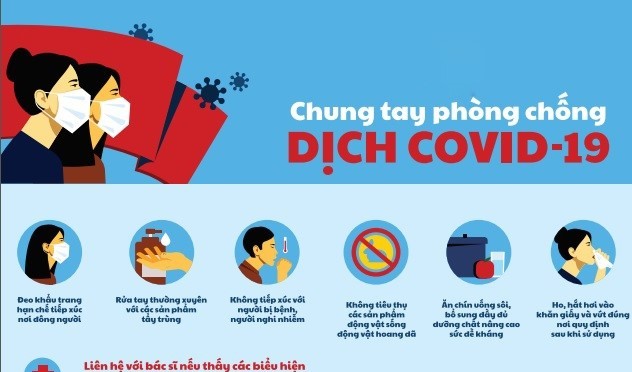 Chung tay phòng chống
DỊCH COVID-19
Đeo khẩu trang
hạn chế tiếp xúc
nơi đông người
Rửa tay thường xuyên
với các sản phẩm
tẩy trùng
Không tiếp xúc với
người bị bệnh,
người nghi nhiễm
Không tiêu thụ
các sản phẩm
động vật sống
động vật hoang dã
Ăn chín uống sôi,
bổ sung đầy đủ
dưỡng chất nâng cao
sức đề kháng
Ho, hắt hơi vào
khăn giấy và vứt đúng
nơi quy định
sau khi sử dụng
Liên hệ với bác sĩ nếu thấy các biểu hiện